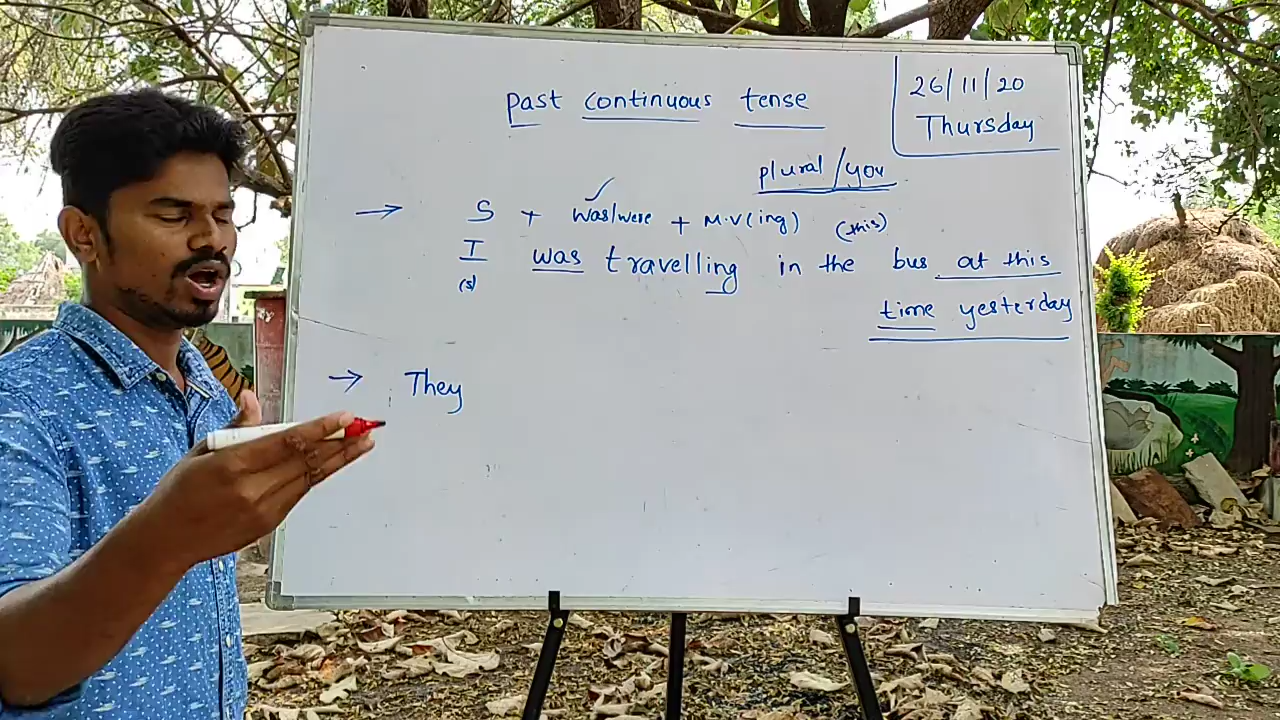 past continuous tense
26/11/20
Thursday
plural/you
S + was/were + M.V(ing) (this)
I was travelling in the bus at this
(s)
time yesterday
→ They